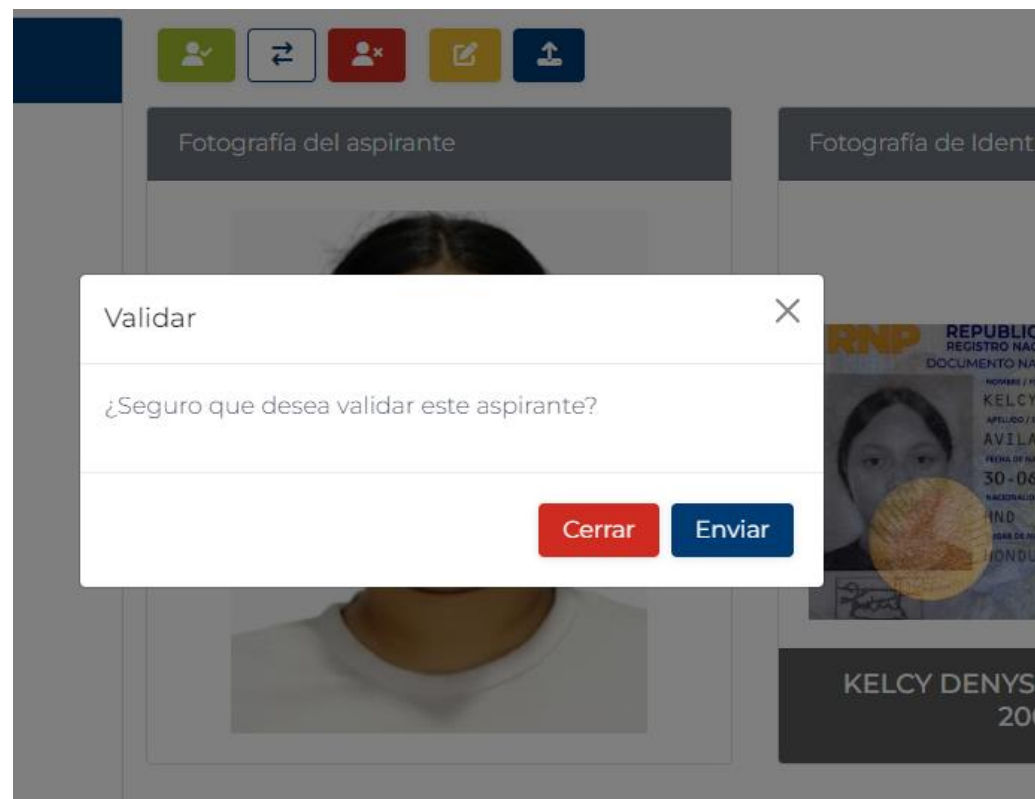 Fotografía del aspirante
Fotografía de Ident
Validar
¿Seguro que desea validar este aspirante?
Cerrar
Enviar
RNP
REPUBLIC
REGISTRO NAC
DOCUMENTO NA
KELCY
AVILA
30-06
HND
HONDU
KELCY DENYS
200